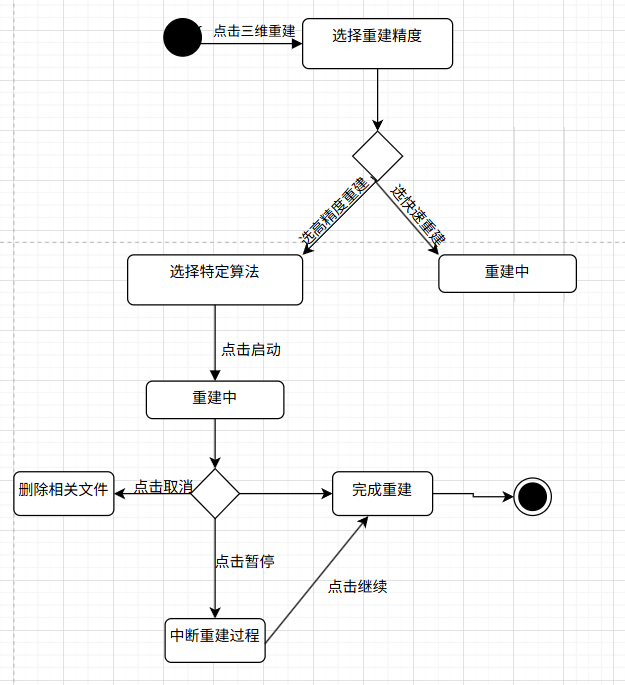 点击三维重建
选择重建精度
选高精度重建
选快速重建
选择特定算法
重建中
点击启动
重建中
删除相关文件
点击取消
完成重建
点击暂停
点击继续
中断重建过程